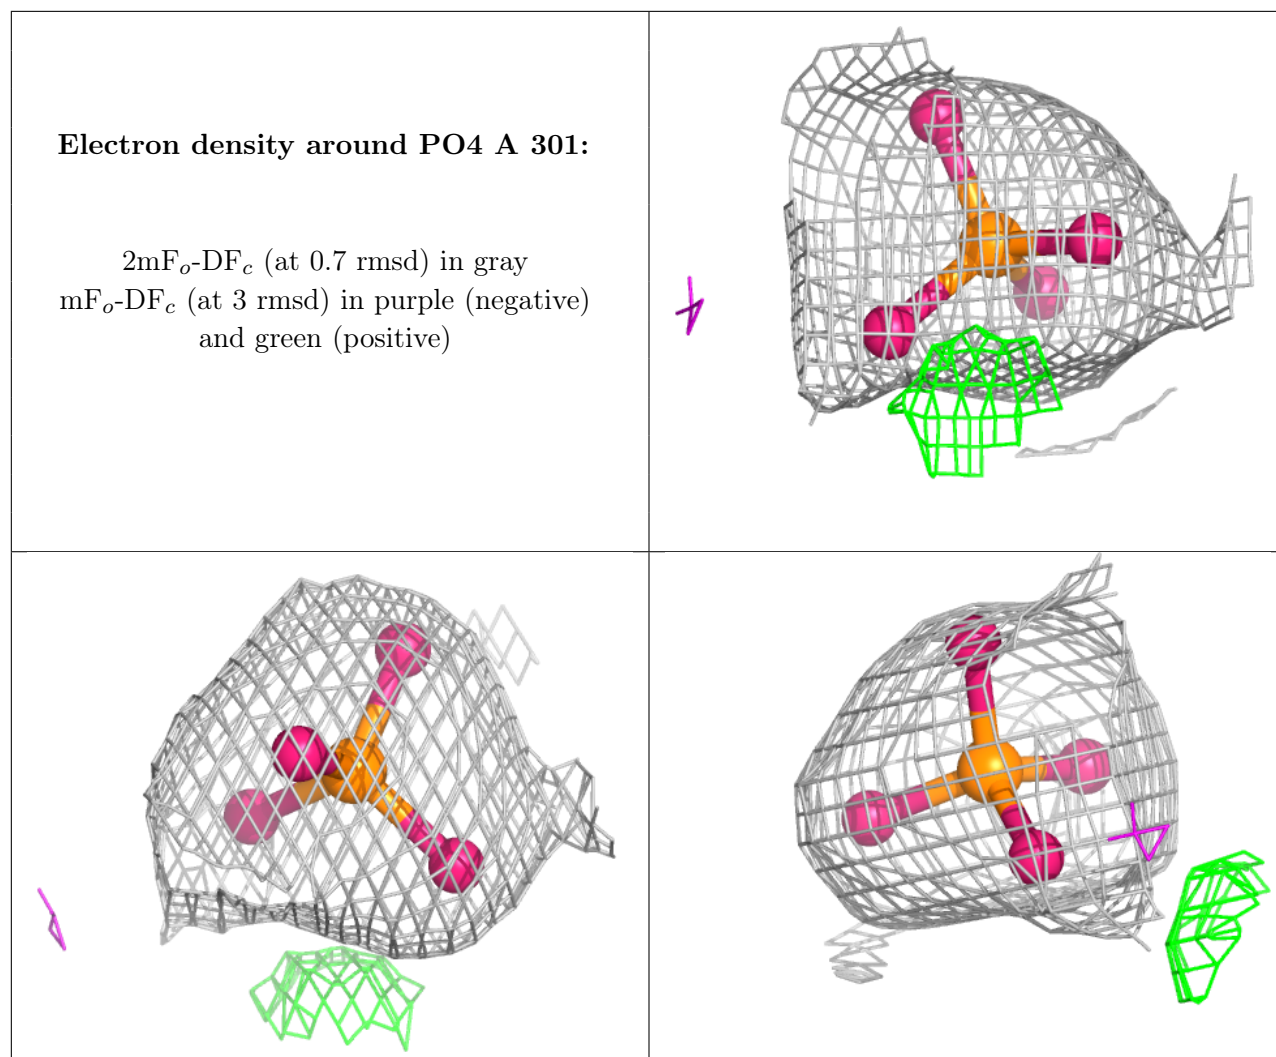 Electron density around PO4 A 301:
2mFo-DFc (at 0.7 rmsd) in gray
mFo-DFc (at 3 rmsd) in purple (negative)
and green (positive)